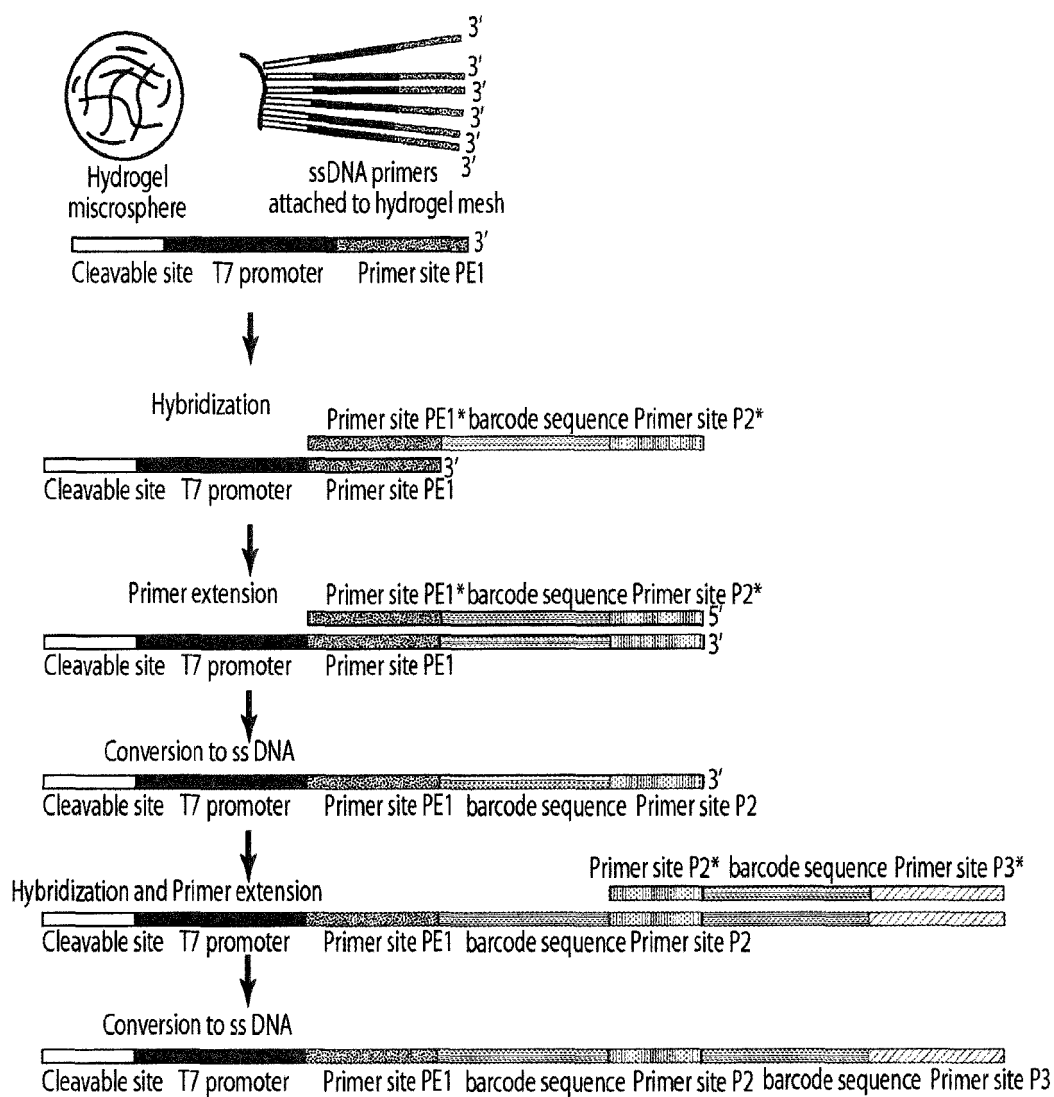 3'
3'
3'
3'
3'
3'
Hydrogel
miscrosphere
ssDNA primers
attached to hydrogel mesh
3'
Cleavable site T7 promoter Primer site PE1
Hybridization
Primer site PE1* barcode sequence Primer site P2*
3'
Cleavable site T7 promoter Primer site PE1
Primer extension
Primer site PE1* barcode sequence Primer site P2*
5'
3'
Cleavable site T7 promoter Primer site PE1
Conversion to ss DNA
3'
Cleavable site T7 promoter Primer site PE1 barcode sequence Primer site P2
Primer site P2* barcode sequence Primer site P3*
Hybridization and Primer extension
Cleavable site T7 promoter Primer site PE1 barcode sequence Primer site P2
Conversion to ss DNA
Cleavable site T7 promoter Primer site PE1 barcode sequence Primer site P2 barcode sequence Primer site P3